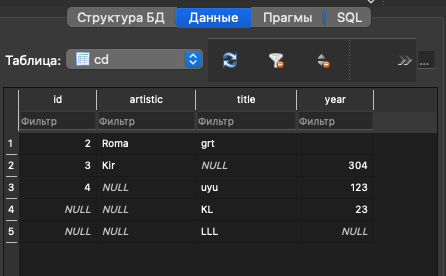 Структура БД Данные Прагмы SQL
Таблица: cd ...
id artistic title year
Фильтр Фильтр Фильтр Фильтр
1 2 Roma grt
2 3 Kir NULL 304
3 4 NULL uyu 123
4 NULL NULL KL 23
5 NULL NULL LLL NULL